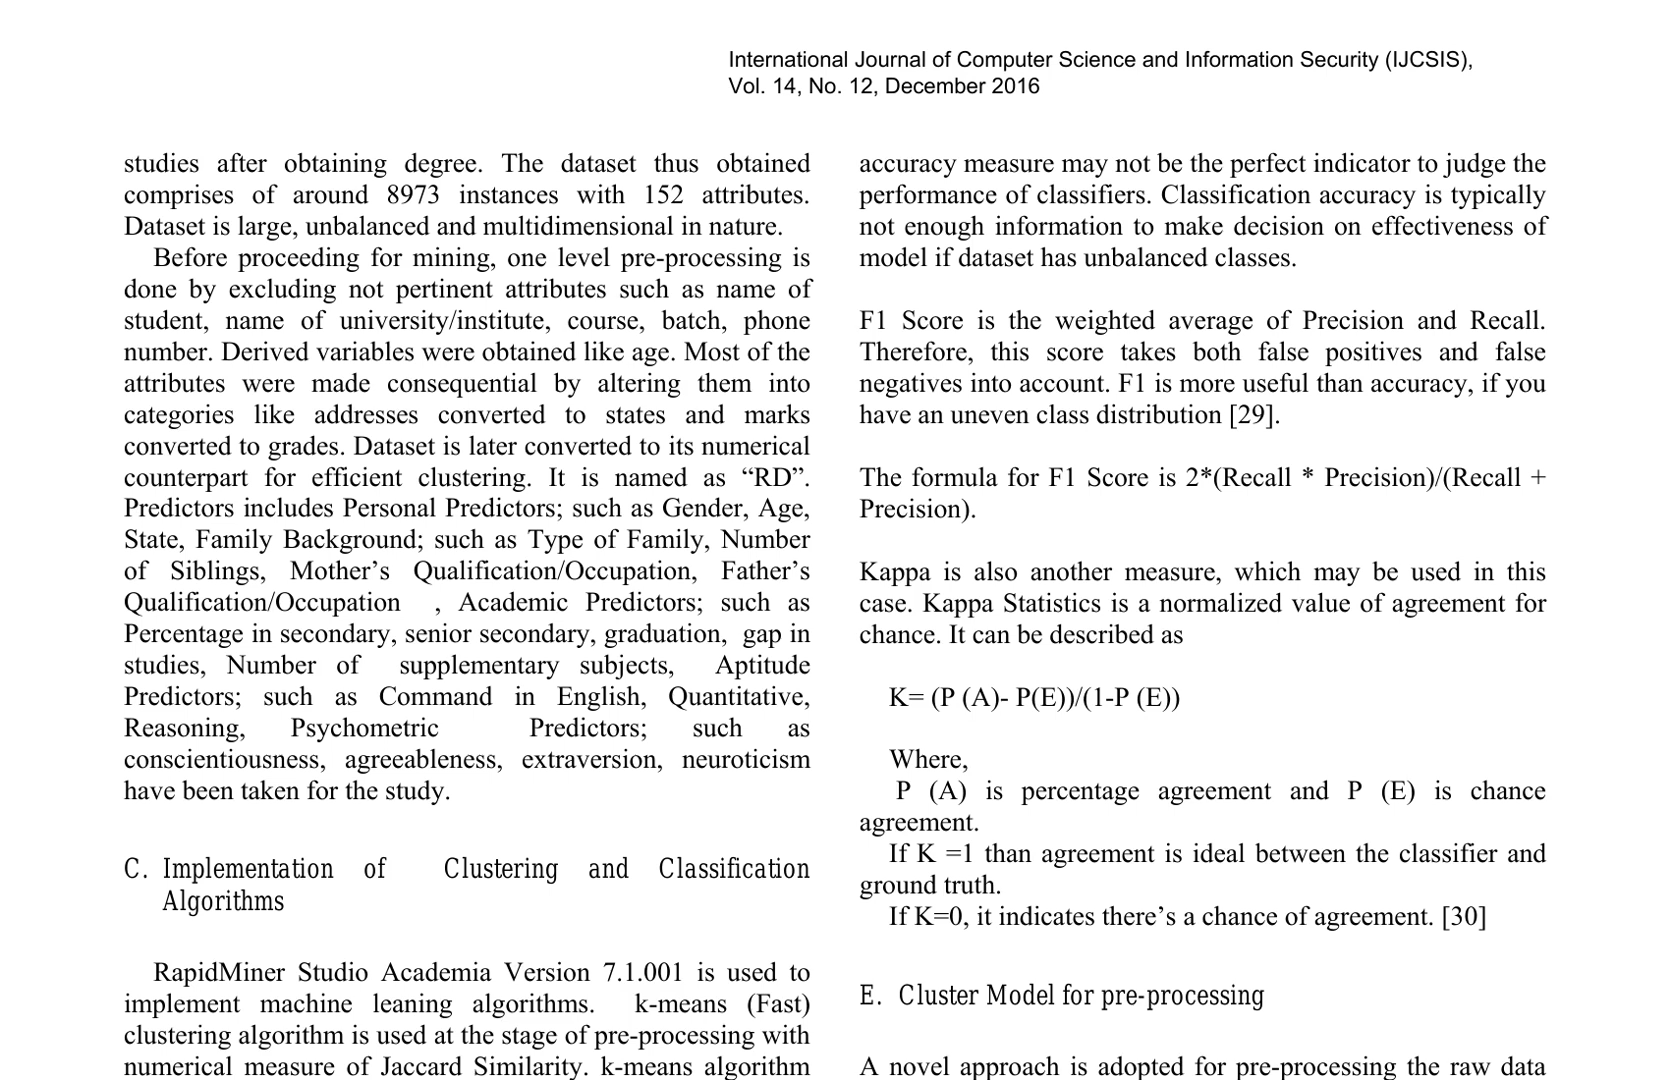 International Journal of Computer Science and Information Security (IJCSIS),
Vol. 14, No. 12, December 2016
studies after obtaining degree. The dataset thus obtained
comprises of around 8973 instances with 152 attributes.
Dataset is large, unbalanced and multidimensional in nature.
Before proceeding for mining, one level pre-processing is
done by excluding not pertinent attributes such as name of
student, name of university/institute, course, batch, phone
number. Derived variables were obtained like age. Most of the
attributes were made consequential by altering them into
categories like addresses converted to states and marks
converted to grades. Dataset is later converted to its numerical
counterpart for efficient clustering. It is named as “RD”.
Predictors includes Personal Predictors; such as Gender, Age,
State, Family Background; such as Type of Family, Number
of Siblings, Mother’s Qualification/Occupation, Father’s
Qualification/Occupation , Academic Predictors; such as
Percentage in secondary, senior secondary, graduation, gap in
studies, Number of supplementary subjects, Aptitude
Predictors; such as Command in English, Quantitative,
Reasoning, Psychometric Predictors; such as
conscientiousness, agreeableness, extraversion, neuroticism
have been taken for the study.
C. Implementation of Clustering and Classification
Algorithms
RapidMiner Studio Academia Version 7.1.001 is used to
implement machine leaning algorithms. k-means (Fast)
clustering algorithm is used at the stage of pre-processing with
numerical measure of Jaccard Similarity. k-means algorithm
accuracy measure may not be the perfect indicator to judge the
performance of classifiers. Classification accuracy is typically
not enough information to make decision on effectiveness of
model if dataset has unbalanced classes.
F1 Score is the weighted average of Precision and Recall.
Therefore, this score takes both false positives and false
negatives into account. F1 is more useful than accuracy, if you
have an uneven class distribution [29].
The formula for F1 Score is 2*(Recall * Precision)/(Recall +
Precision).
Kappa is also another measure, which may be used in this
case. Kappa Statistics is a normalized value of agreement for
chance. It can be described as
K= (P (A)- P(E))/(1-P (E))
Where,
P (A) is percentage agreement and P (E) is chance
agreement.
If K =1 than agreement is ideal between the classifier and
ground truth.
If K=0, it indicates there’s a chance of agreement. [30]
E. Cluster Model for pre-processing
A novel approach is adopted for pre-processing the raw data